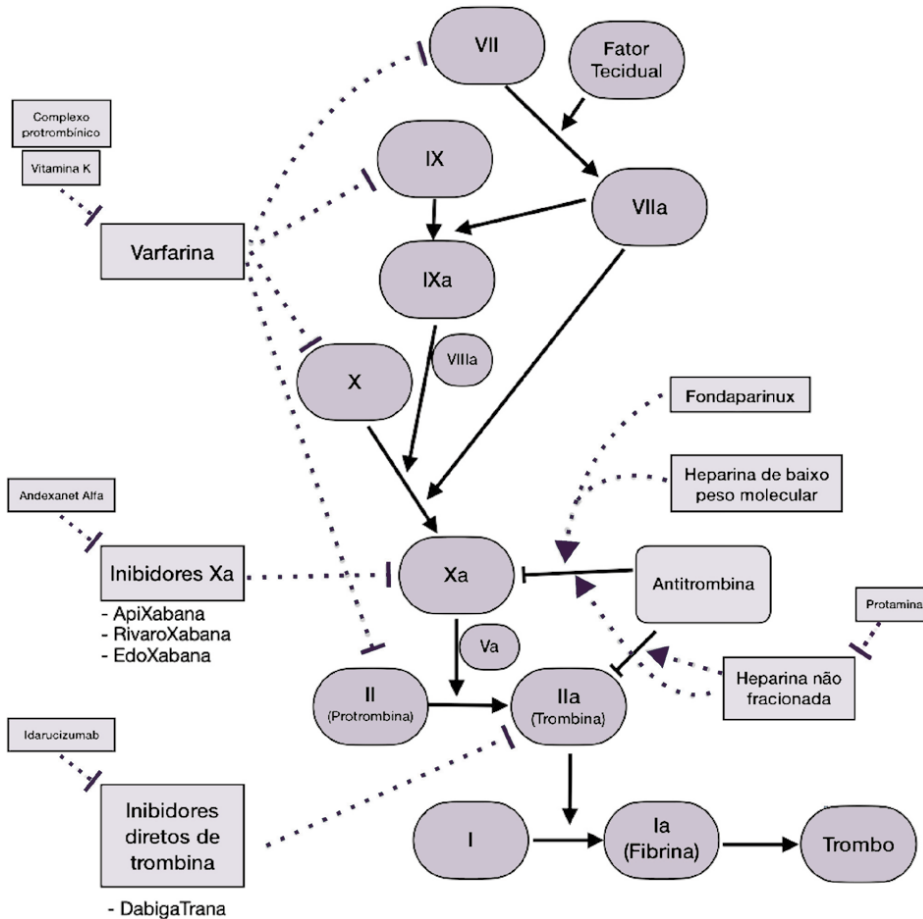 VII
Fator
Tecidual
Complexo
protrombínico
Vitamina K
IX
VIIa
Varfarina
IXa
VIIIa
X
Fondaparinux
Heparina de baixo
peso molecular
Andexanet Alfa
Inibidores Xa
- ApiXabana
- RivaroXabana
- EdoXabana
Xa
Antitrombina
Protamina
Va
II
(Protrombina)
IIa
(Trombina)
Heparina não
fracionada
Idarucizumab
Inibidores
diretos de
trombina
- DabigaTrana
I
Ia
(Fibrina)
Trombo